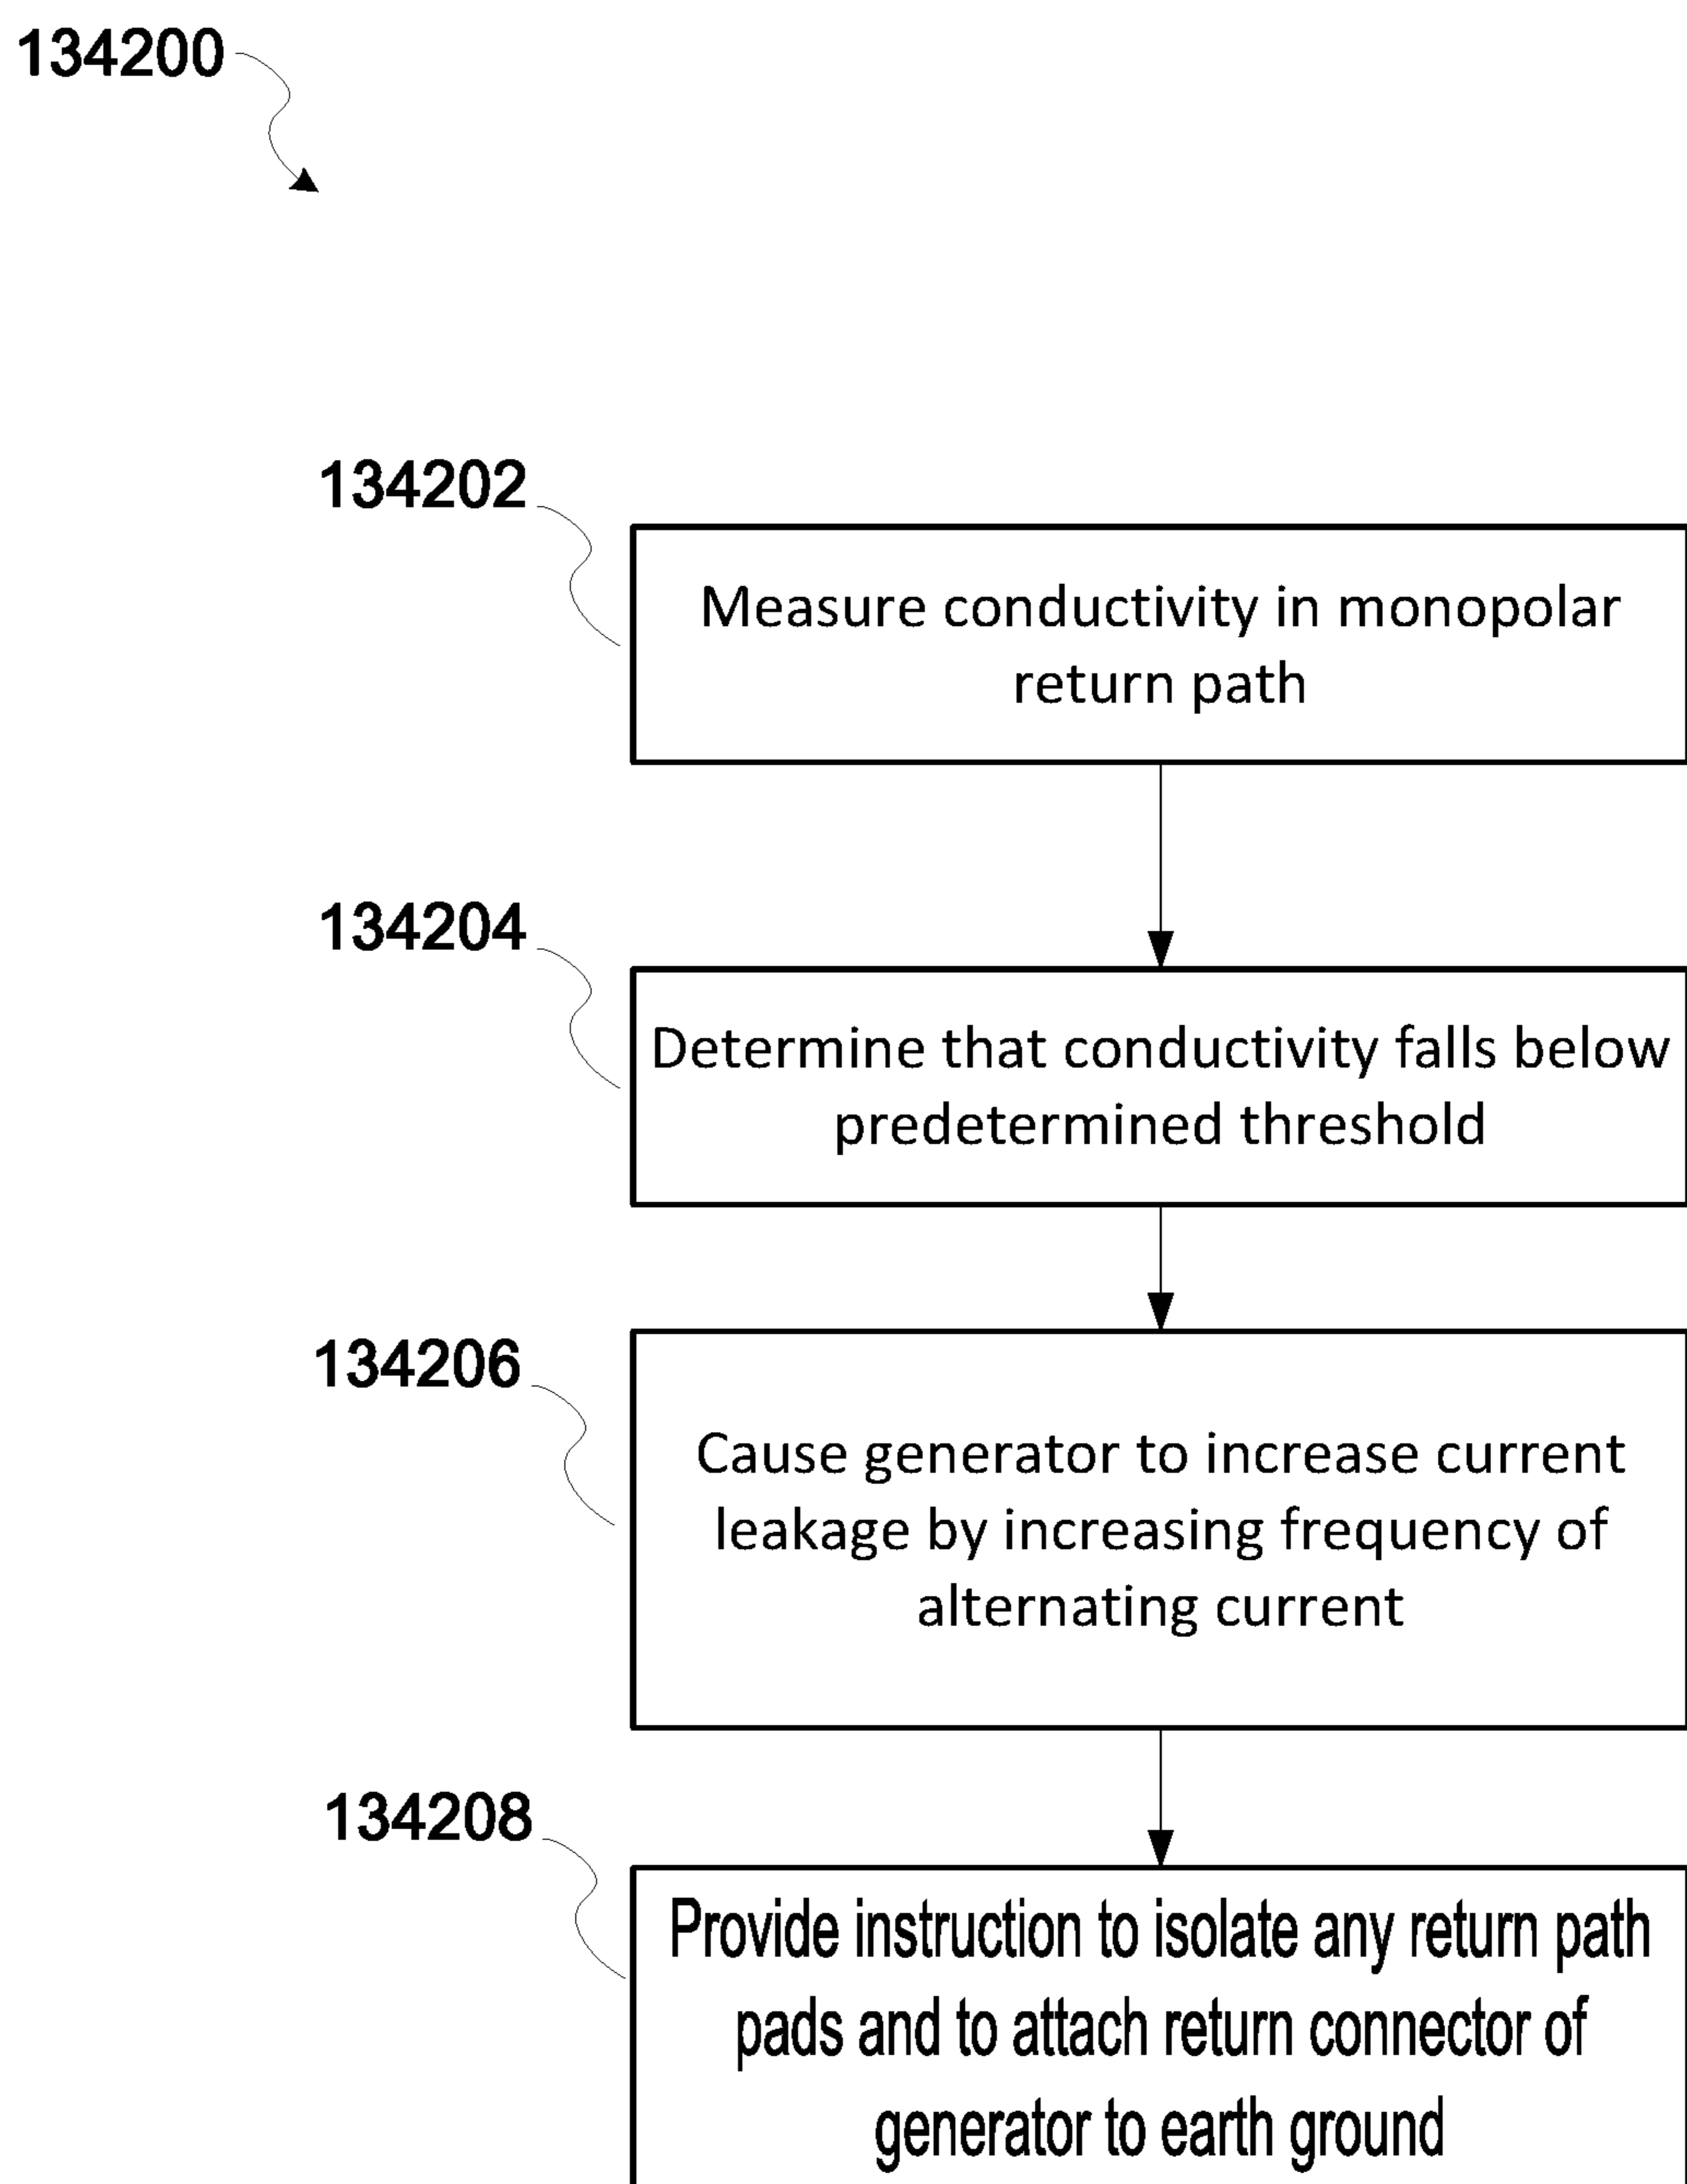 134200
134202
Measure conductivity in monopolar
return path
134204
Determine that conductivity falls below
predetermined threshold
134206
Cause generator to increase current
leakage by increasing frequency of
alternating current
134208
Provide instruction to isolate any return path
pads and to attach return connector of
generator to earth ground